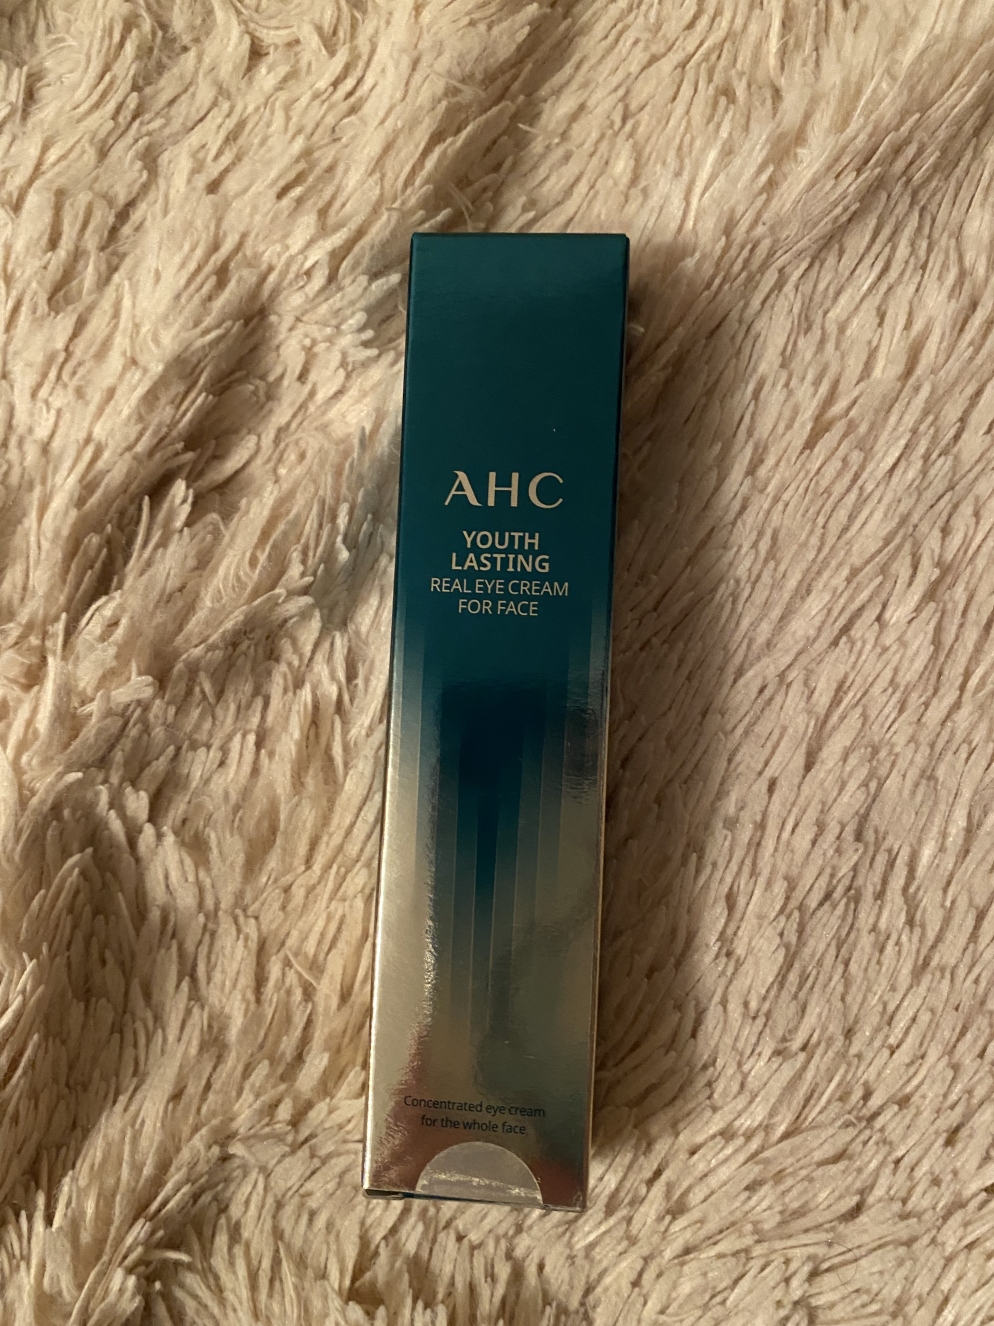 AHC
YOUTH
LASTING
REAL EYE CREAM
FOR FACE
Concentrated eye cream
for the whole face